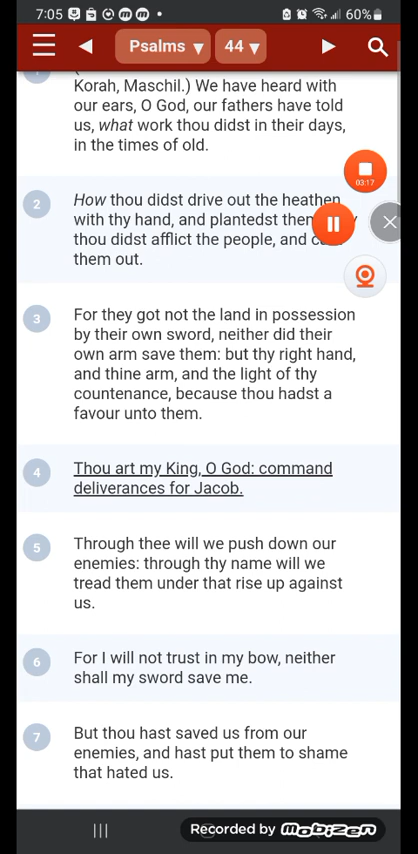 7:05 60%
Psalms ▼ 44 ▼
Korah, Maschil.) We have heard with
our ears, O God, our fathers have told
us, what work thou didst in their days,
in the times of old.
03:17
2 How thou didst drive out the heathen
with thy hand, and plantedst
thou didst afflict the people, and
them out.
3 For they got not the land in possession
by their own sword, neither did their
own arm save them: but thy right hand,
and thine arm, and the light of thy
countenance, because thou hadst a
favour unto them.
4 Thou art my King, O God: command
deliverances for Jacob.
5 Through thee will we push down our
enemies: through thy name will we
tread them under that rise up against
us.
6 For I will not trust in my bow, neither
shall my sword save me.
7 But thou hast saved us from our
enemies, and hast put them to shame
that hated us.
Recorded by mobizen